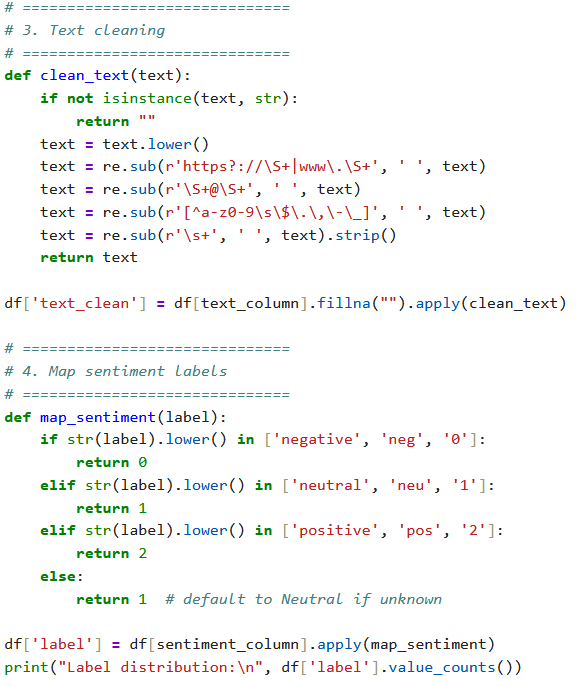 # ==============================
# 3. Text cleaning
# ==============================
def clean_text(text):
    if not isinstance(text, str):
        return ""
    text = text.lower()
    text = re.sub(r'https?://\S+|www\.\S+', ' ', text)
    text = re.sub(r'\S+@\S+', ' ', text)
    text = re.sub(r'[^a-z0-9\s\$\.\,\-\_]', ' ', text)
    text = re.sub(r'\s+', ' ', text).strip()
    return text

df['text_clean'] = df[text_column].fillna("").apply(clean_text)

# ==============================
# 4. Map sentiment labels
# ==============================
def map_sentiment(label):
    if str(label).lower() in ['negative', 'neg', '0']:
        return 0
    elif str(label).lower() in ['neutral', 'neu', '1']:
        return 1
    elif str(label).lower() in ['positive', 'pos', '2']:
        return 2
    else:
        return 1  # default to Neutral if unknown

df['label'] = df[sentiment_column].apply(map_sentiment)
print("Label distribution:\n", df['label'].value_counts())